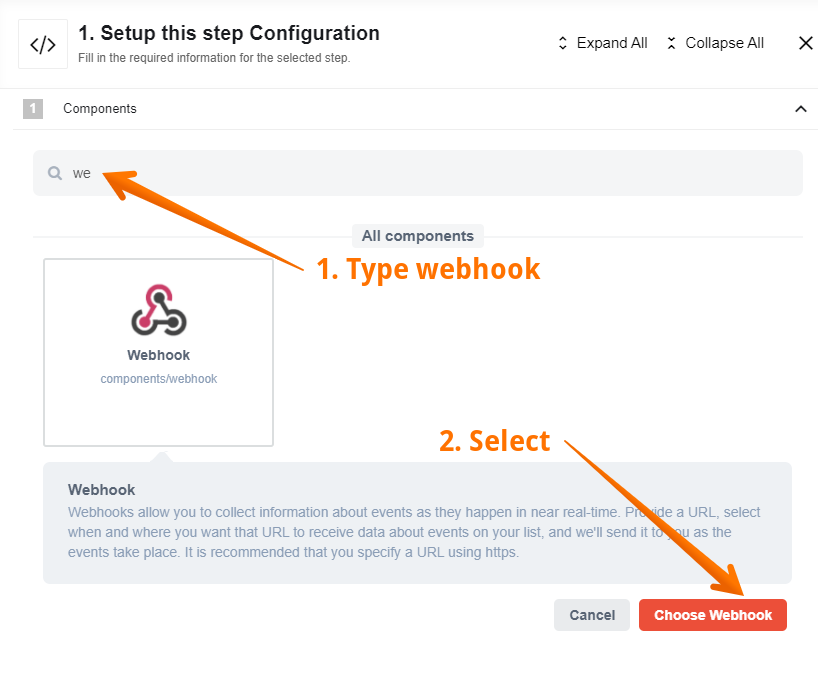 1. Setup this step Configuration
Fill in the required information for the selected step.
Expand All
Collapse All
1 Components
we
All components
1. Type webhook
Webhook
components/webhook
2. Select
Webhook
Webhooks allow you to collect information about events as they happen in near real-time. Provide a URL, select
when and where you want that URL to receive data about events on your list, and we'll send it to you as the
events take place. It is recommended that you specify a URL using https.
Cancel
Choose Webhook